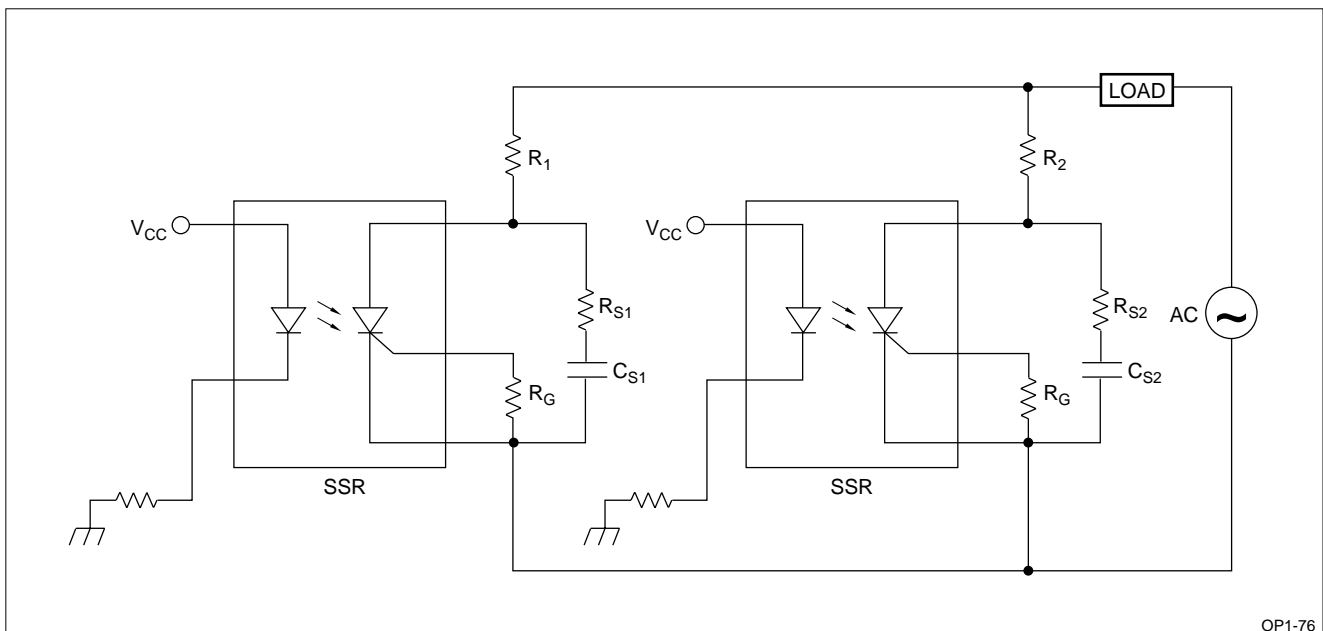 LOAD
R1
R2
VCC
VCC
RS1
RS2
AC
~
CS1
CS2
RG
RG
SSR
SSR
OP1-76